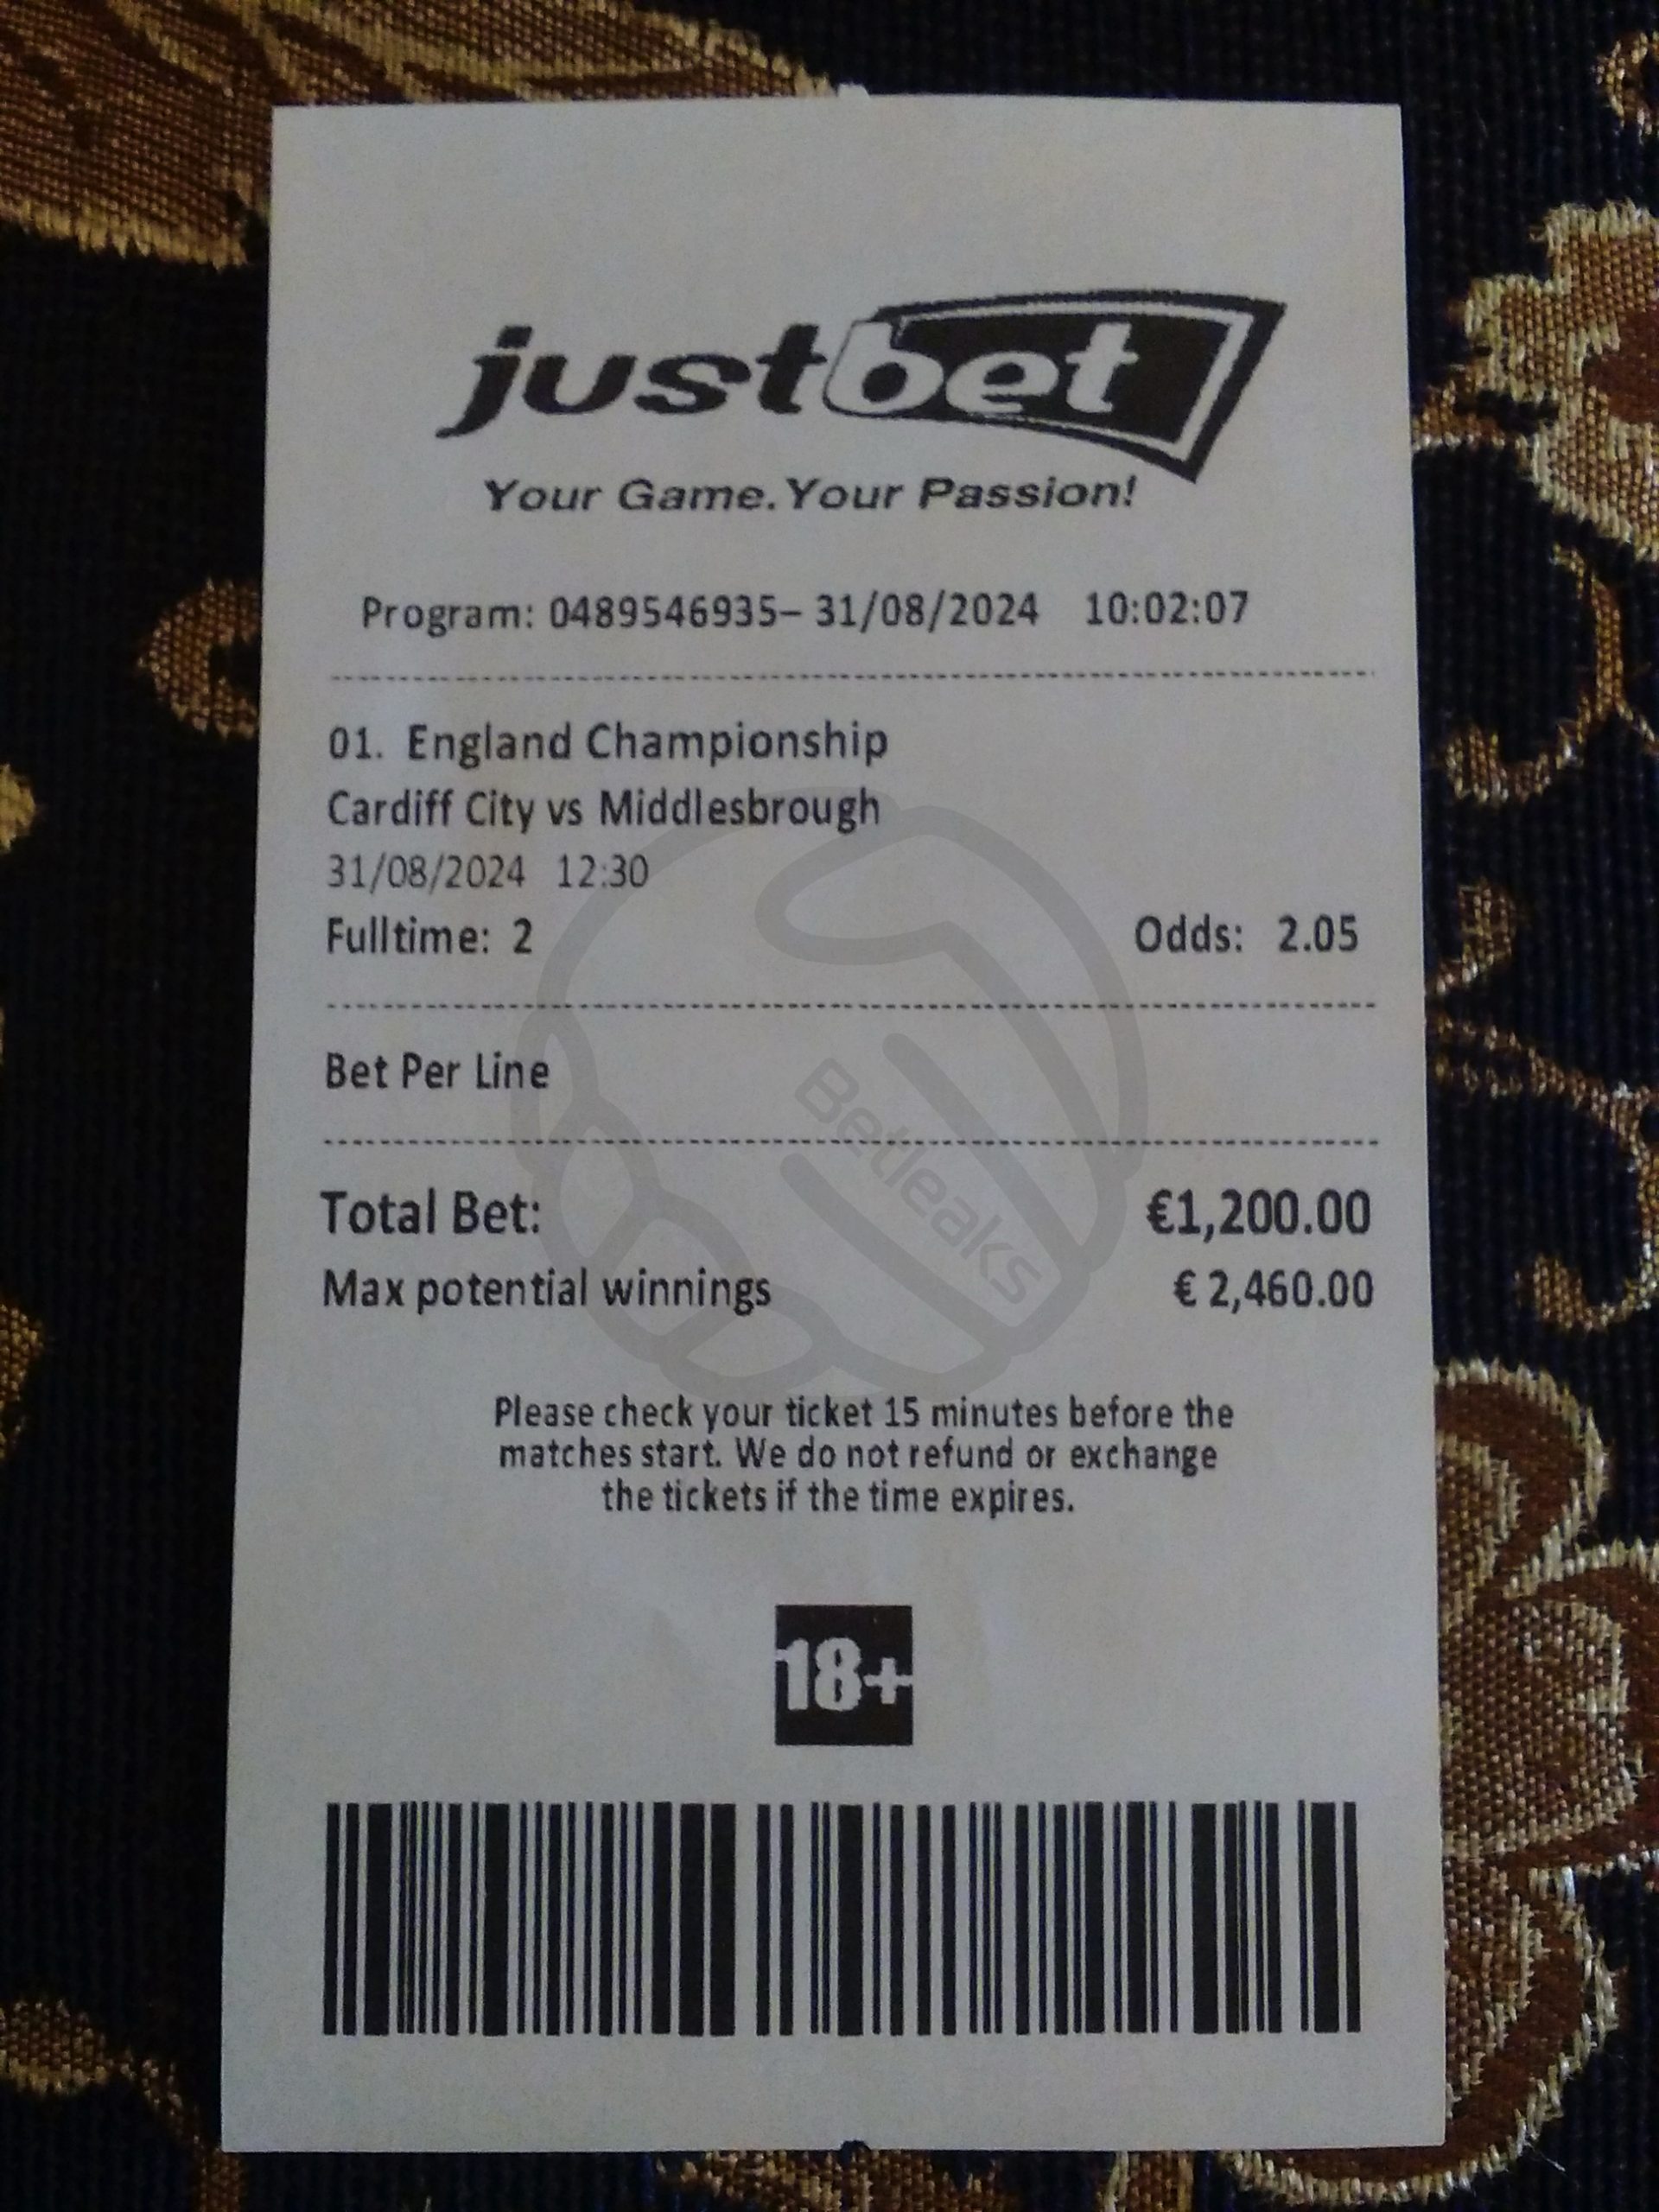 justbet
Your Game. Your Passion!
Program: 0489546935– 31/08/2024 10:02:07
01. England Championship
Cardiff City vs Middlesbrough
31/08/2024 12:30
Fulltime: 2 Odds: 2.05
Bet Per Line
Betleaks
Total Bet: €1,200.00
Max potential winnings € 2,460.00
Please check your ticket 15 minutes before the
matches start. We do not refund or exchange
the tickets if the time expires.
18+